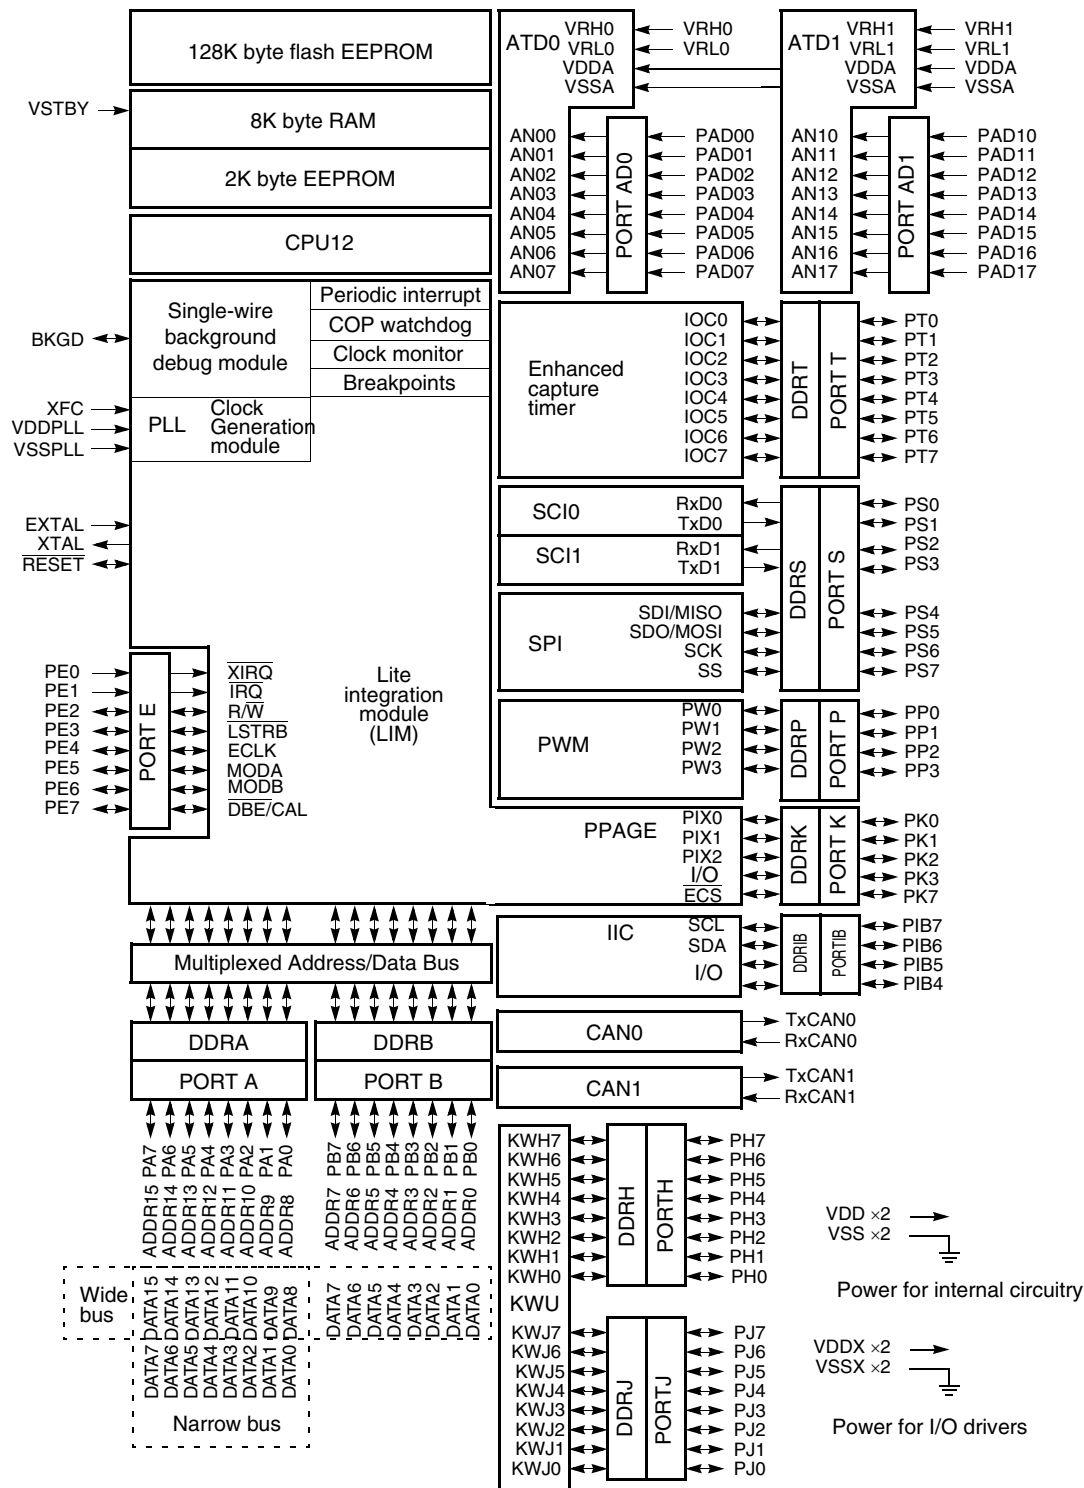 128K byte flash EEPROM
VSTBY
8K byte RAM
2K byte EEPROM
CPU12
Single-wire
background
debug module
Periodic interrupt
COP watchdog
Clock monitor
Breakpoints
BKGD
XFC
VDDPLL
VSSPLL
PLL
Clock
Generation
module
EXTAL
XTAL
RESET
PE0
PE1
PE2
PE3
PE4
PE5
PE6
PE7
PORT E
XIRQ
IRQ
R/W
LSTRB
ECLK
MODA
MODB
DBE/CAL
Lite
integration
module
(LIM)
ATD0
VRH0
VRL0
VDDA
VSSA
VRH0
VRL0
AN00
AN01
AN02
AN03
AN04
AN05
AN06
AN07
PORT AD0
PAD00
PAD01
PAD02
PAD03
PAD04
PAD05
PAD06
PAD07
ATD1
VRH1
VRL1
VDDA
VSSA
VRH1
VRL1
VDDA
VSSA
AN10
AN11
AN12
AN13
AN14
AN15
AN16
AN17
PORT AD1
PAD10
PAD11
PAD12
PAD13
PAD14
PAD15
PAD16
PAD17
Enhanced
capture
timer
IOC0
IOC1
IOC2
IOC3
IOC4
IOC5
IOC6
IOC7
DDRT
PORT T
PT0
PT1
PT2
PT3
PT4
PT5
PT6
PT7
SCI0
RxD0
TxD0
SCI1
RxD1
TxD1
SPI
SDI/MISO
SDO/MOSI
SCK
SS
DDRS
PORT S
PS0
PS1
PS2
PS3
PS4
PS5
PS6
PS7
PWM
PW0
PW1
PW2
PW3
DDRP
PORT P
PP0
PP1
PP2
PP3
PPAGE
PIX0
PIX1
PIX2
I/O
ECS
DDRK
PORT K
PK0
PK1
PK2
PK3
PK7
IIC
SCL
SDA
I/O
DDRIB
PORTIB
PIB7
PIB6
PIB5
PIB4
CAN0
TxCAN0
RxCAN0
CAN1
TxCAN1
RxCAN1
Multiplexed Address/Data Bus
DDRA
PORT A
DDRB
PORT B
PA7
PA6
PA5
PA4
PA3
PA2
PA1
PA0
PB7
PB6
PB5
PB4
PB3
PB2
PB1
PB0
ADDR15
ADDR14
ADDR13
ADDR12
ADDR11
ADDR10
ADDR9
ADDR8
ADDR7
ADDR6
ADDR5
ADDR4
ADDR3
ADDR2
ADDR1
ADDR0
Wide
bus
DATA15
DATA14
DATA13
DATA12
DATA11
DATA10
DATA9
DATA8
DATA7
DATA6
DATA5
DATA4
DATA3
DATA2
DATA1
DATA0
DATA7
DATA6
DATA5
DATA4
DATA3
DATA2
DATA1
DATA0
Narrow bus
KWH7
KWH6
KWH5
KWH4
KWH3
KWH2
KWH1
KWH0
KWU
KWJ7
KWJ6
KWJ5
KWJ4
KWJ3
KWJ2
KWJ1
KWJ0
DDRH
PORTH
PH7
PH6
PH5
PH4
PH3
PH2
PH1
PH0
DDRJ
PORTJ
PJ7
PJ6
PJ5
PJ4
PJ3
PJ2
PJ1
PJ0
VDD ×2
VSS ×2
Power for internal circuitry
VDDX ×2
VSSX ×2
Power for I/O drivers